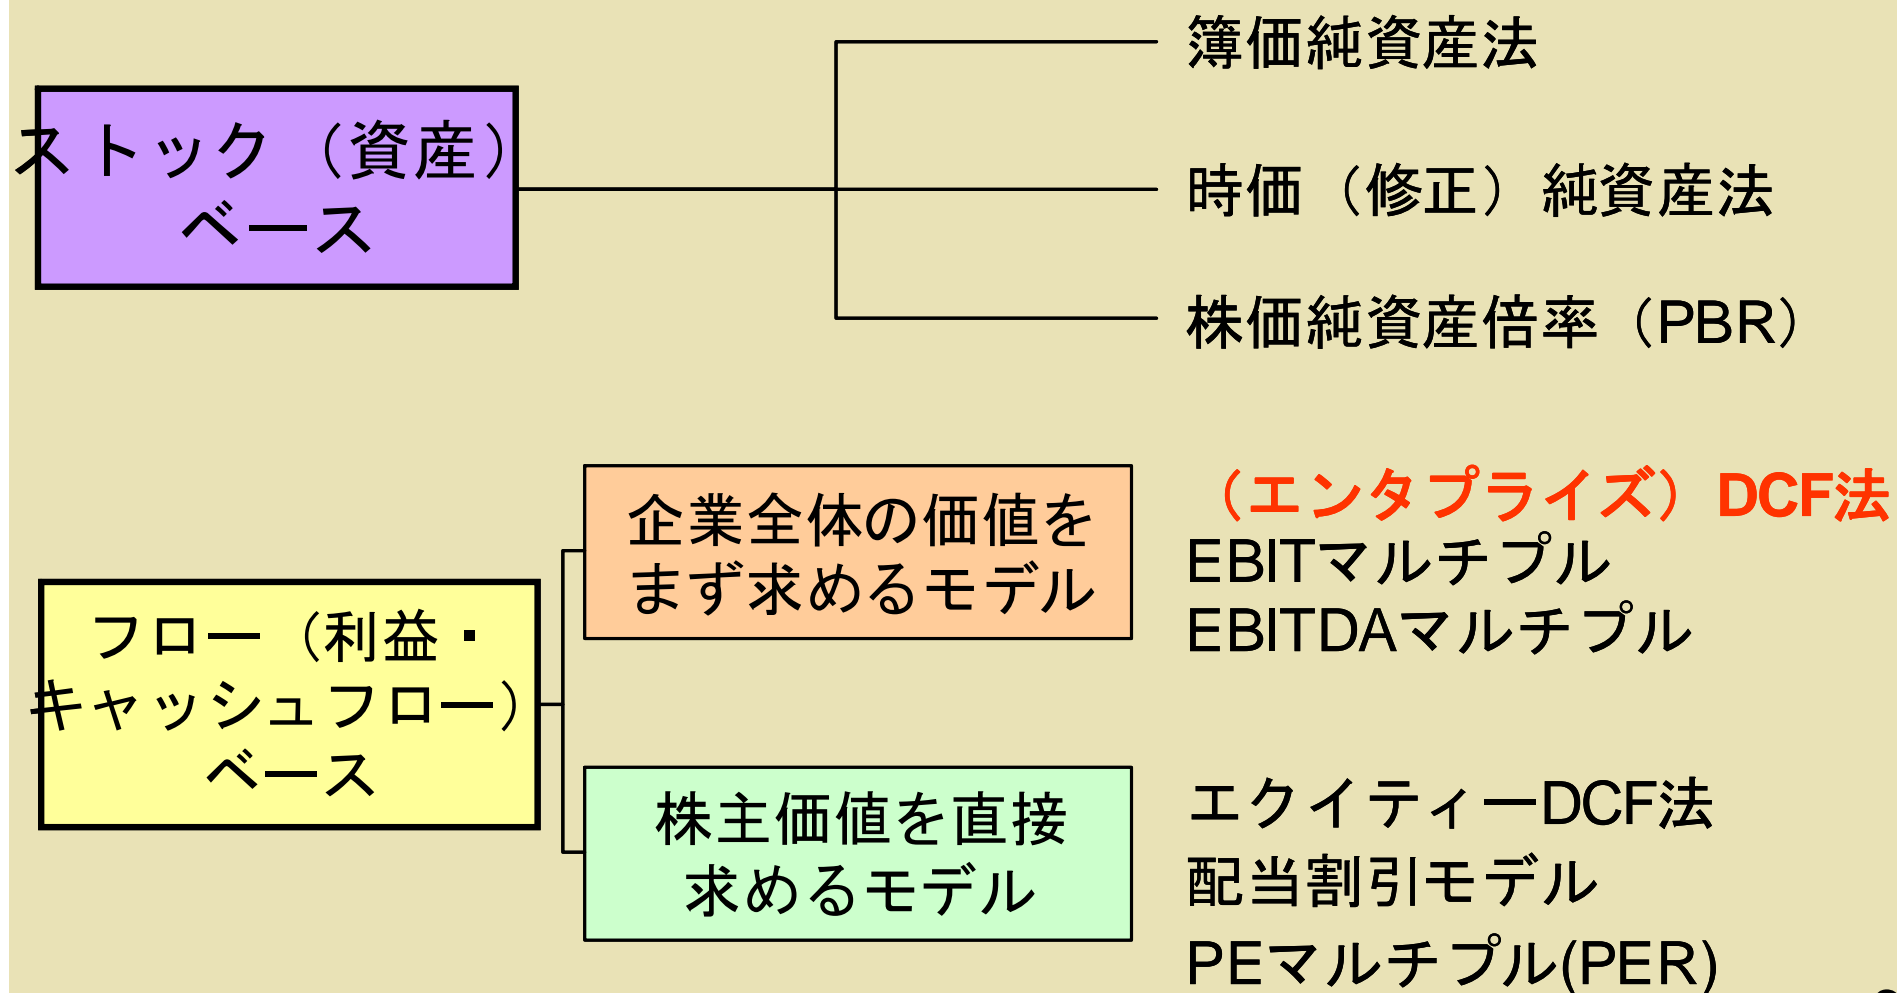 簿価純資産法
ストック（資産）
ベース
時価（修正）純資産法
株価純資産倍率（PBR）
企業全体の価値を
まず求めるモデル
（エンタプライズ）DCF法
EBITマルチプル
EBITDAマルチプル
フロー（利益・
キャッシュフロー）
ベース
株主価値を直接
求めるモデル
エクイティーDCF法
配当割引モデル
PEマルチプル(PER)